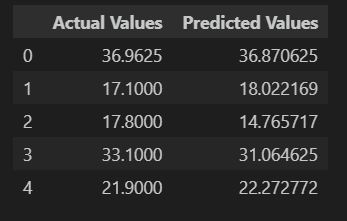 Actual Values Predicted Values
0 36.9625 36.870625
1 17.1000 18.022169
2 17.8000 14.765717
3 33.1000 31.064625
4 21.9000 22.272772